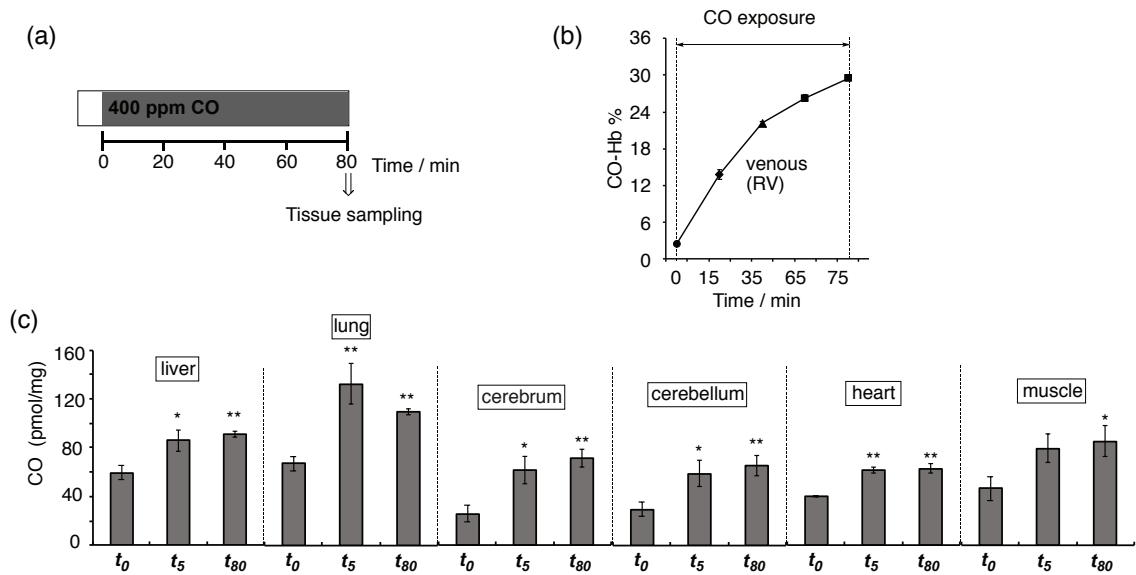 (a)
400 ppm CO
0 20 40 60 80 Time / min
Tissue sampling
(b)
CO exposure
36
30
24
18
12
6
0
CO-Hb %
venous
(RV)
0 15 35 65 75
Time / min
(c)
160
120
80
40
0
CO (pmol/mg)
liver
* **
t0 t5 t80
lung
** **
t0 t5 t80
cerebrum
* **
t0 t5 t80
cerebellum
* **
t0 t5 t80
heart
** **
t0 t5 t80
muscle
*
t0 t5 t80